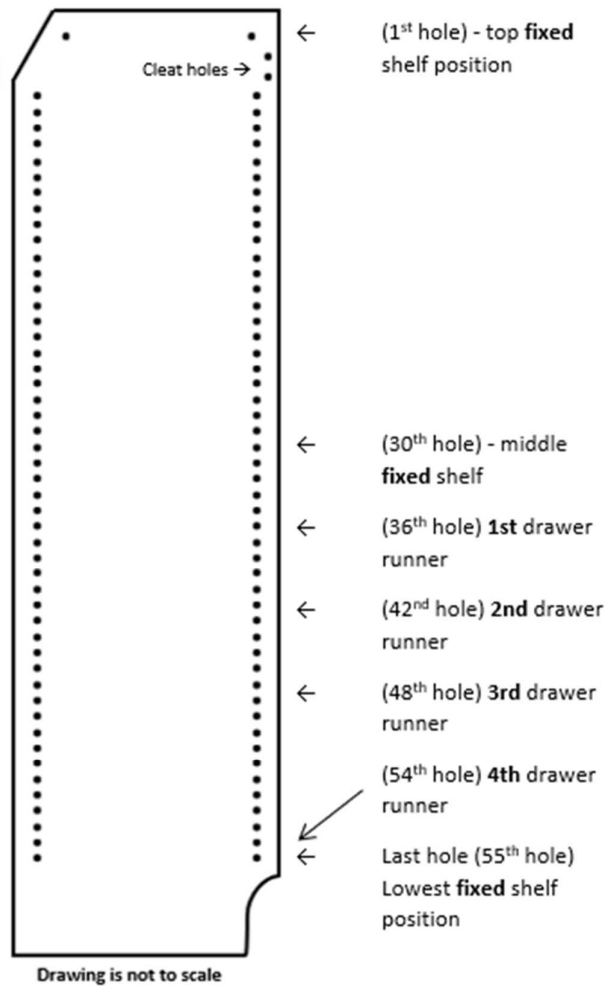 (1st hole) - top fixed
shelf position
Cleat holes →
(30th hole) - middle
fixed shelf
(36th hole) 1st drawer
runner
(42nd hole) 2nd drawer
runner
(48th hole) 3rd drawer
runner
(54th hole) 4th drawer
runner
Last hole (55th hole)
Lowest fixed shelf
position
Drawing is not to scale